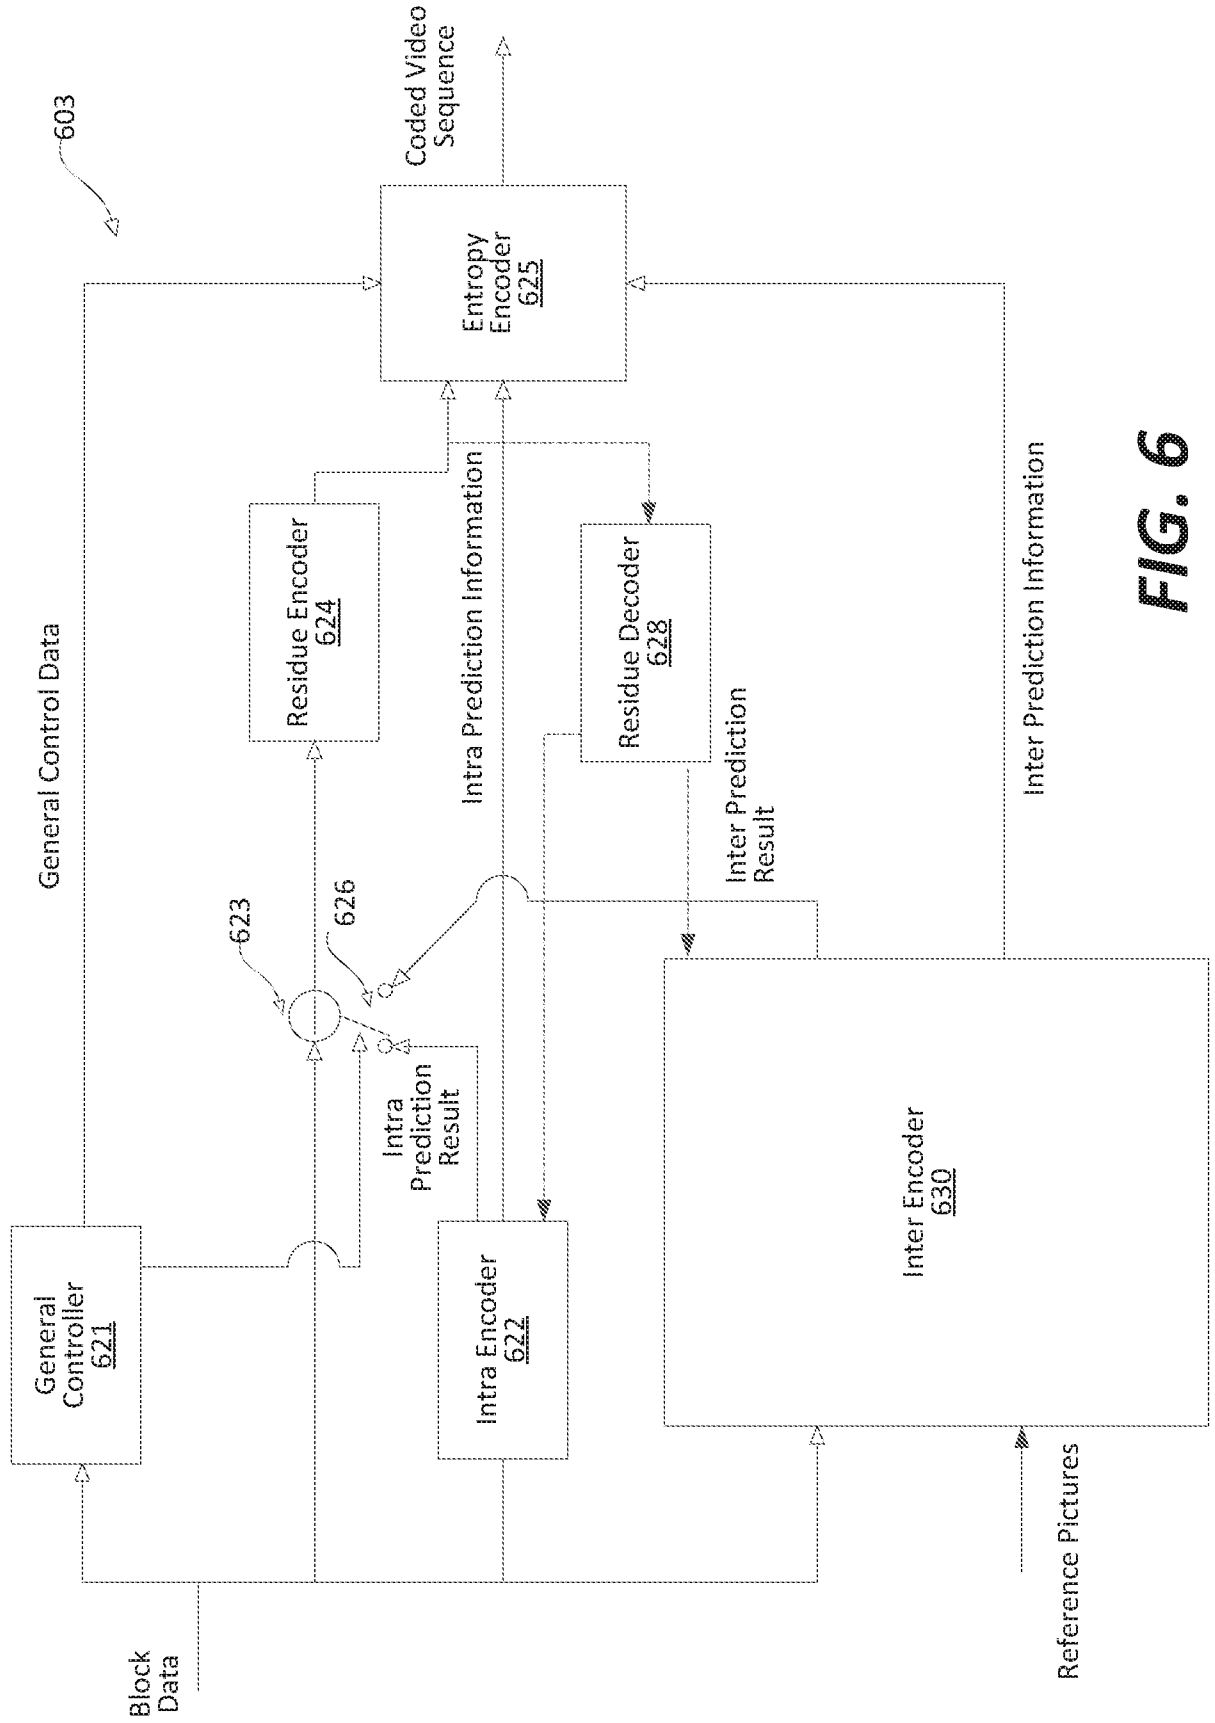 603
General Control Data
Coded Video
Sequence
General
Controller
621
623
626
Residue Encoder
624
Entropy
Encoder
625
Block
Data
Intra
Prediction
Result
Intra Prediction Information
Intra Encoder
622
Residue Decoder
628
Inter Prediction
Result
Inter Encoder
630
Inter Prediction Information
Reference Pictures
FIG. 6